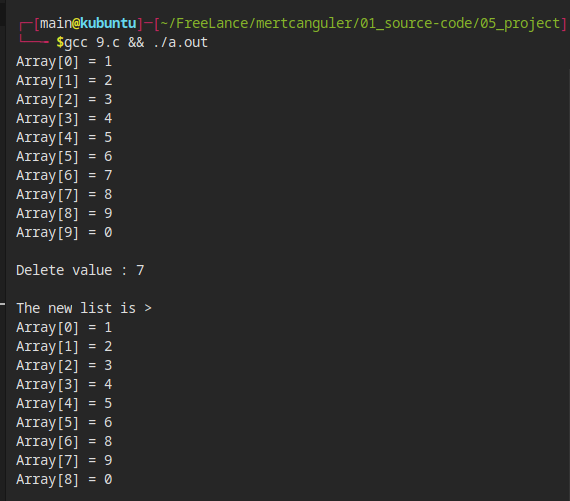 ┌─[main@kubuntu]─[~/FreeLance/mertcanguler/01_source-code/05_project]
└──╼ $gcc 9.c && ./a.out
Array[0] = 1
Array[1] = 2
Array[2] = 3
Array[3] = 4
Array[4] = 5
Array[5] = 6
Array[6] = 7
Array[7] = 8
Array[8] = 9
Array[9] = 0
Delete value : 7
The new list is >
Array[0] = 1
Array[1] = 2
Array[2] = 3
Array[3] = 4
Array[4] = 5
Array[5] = 6
Array[6] = 8
Array[7] = 9
Array[8] = 0